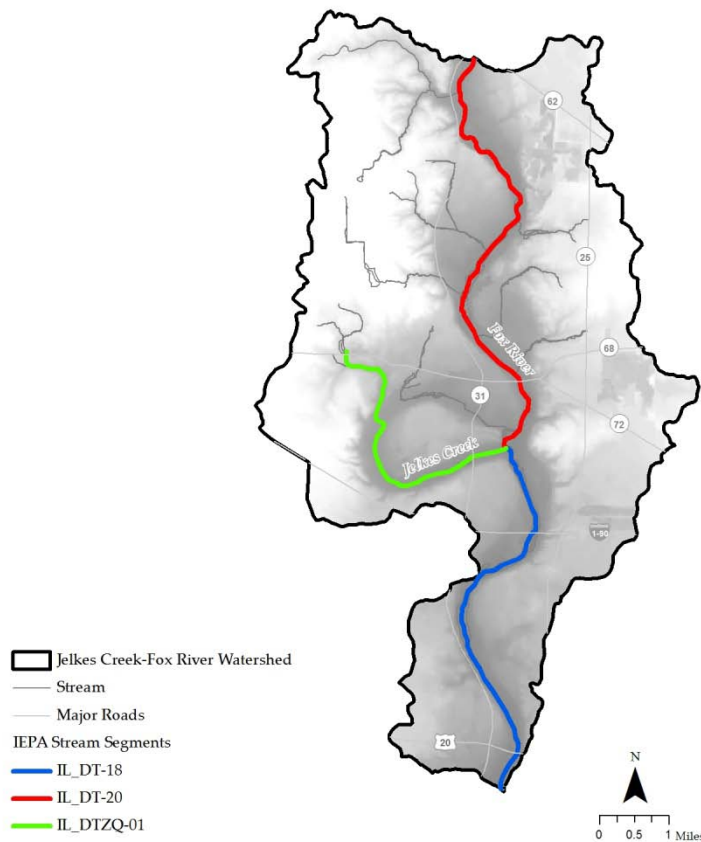 62
25
Fox River
68
31
72
Jelkes Creek
I-90
20
Jelkes Creek-Fox River Watershed
Stream
Major Roads
IEPA Stream Segments
IL_DT-18
IL_DT-20
IL_DTZQ-01
N
0 0.5 1 Miles